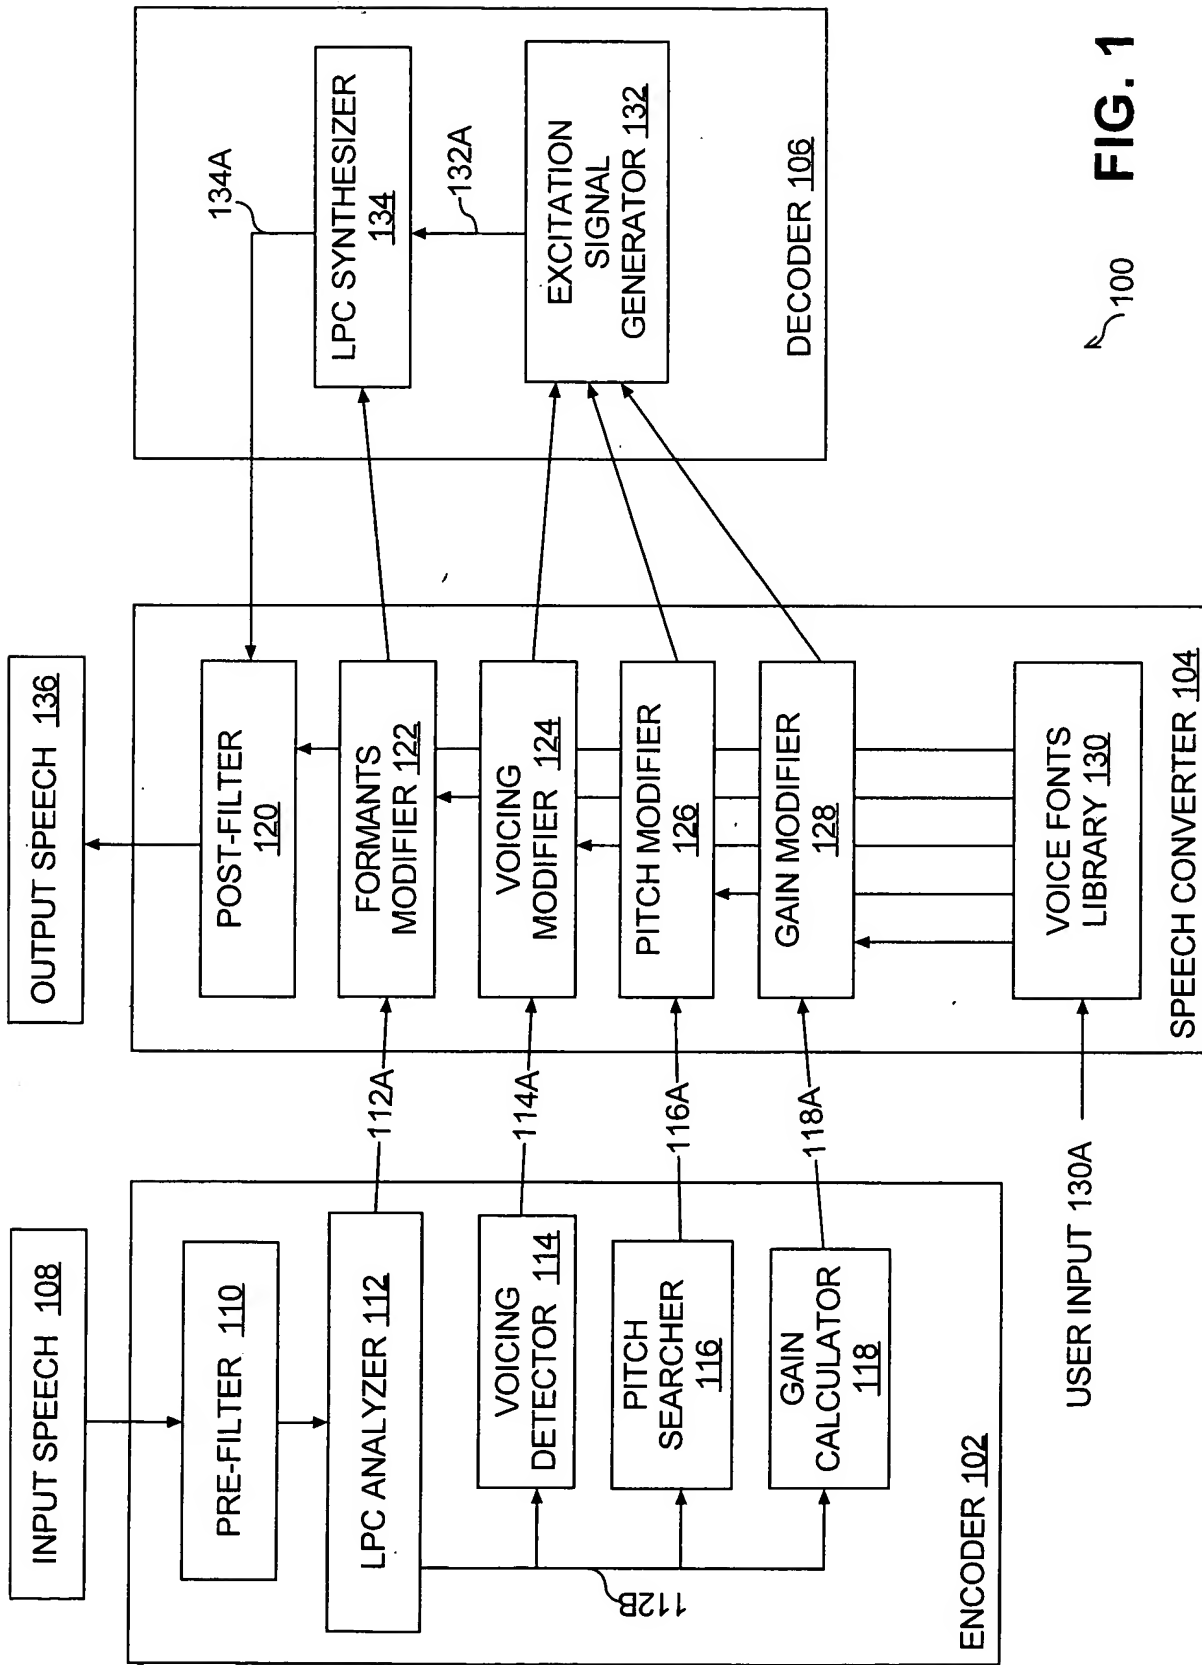 INPUT SPEECH 108
PRE-FILTER 110
LPC ANALYZER 112
VOICING
DETECTOR 114
PITCH
SEARCHER
116
GAIN
CALCULATOR
118
112B
ENCODER 102
112A
114A
116A
118A
USER INPUT 130A
OUTPUT SPEECH 136
POST-FILTER
120
FORMANTS
MODIFIER 122
VOICING
MODIFIER 124
PITCH MODIFIER
126
GAIN MODIFIER
128
VOICE FONTS
LIBRARY 130
SPEECH CONVERTER 104
134A
LPC SYNTHESIZER
134
132A
EXCITATION
SIGNAL
GENERATOR 132
DECODER 106
100
FIG. 1